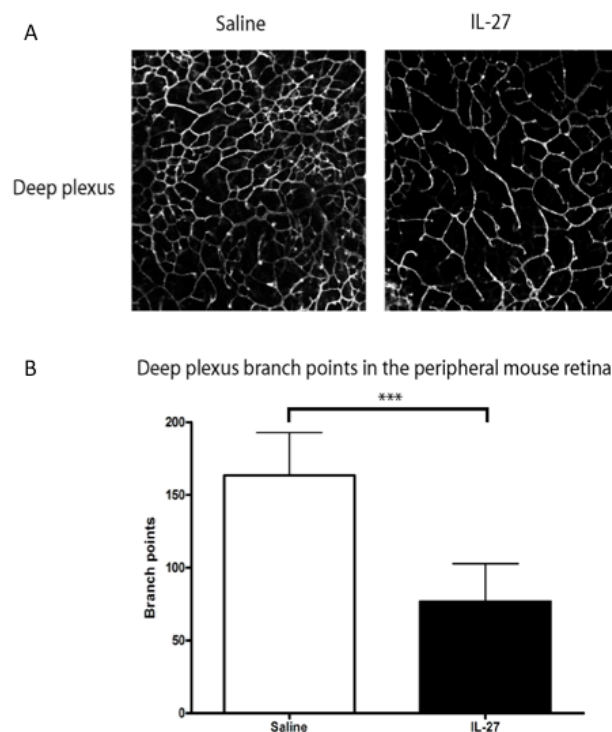 A
Saline
IL-27
Deep plexus
B
Deep plexus branch points in the peripheral mouse retina
***
Branch points
200
150
100
50
0
Saline
IL-27